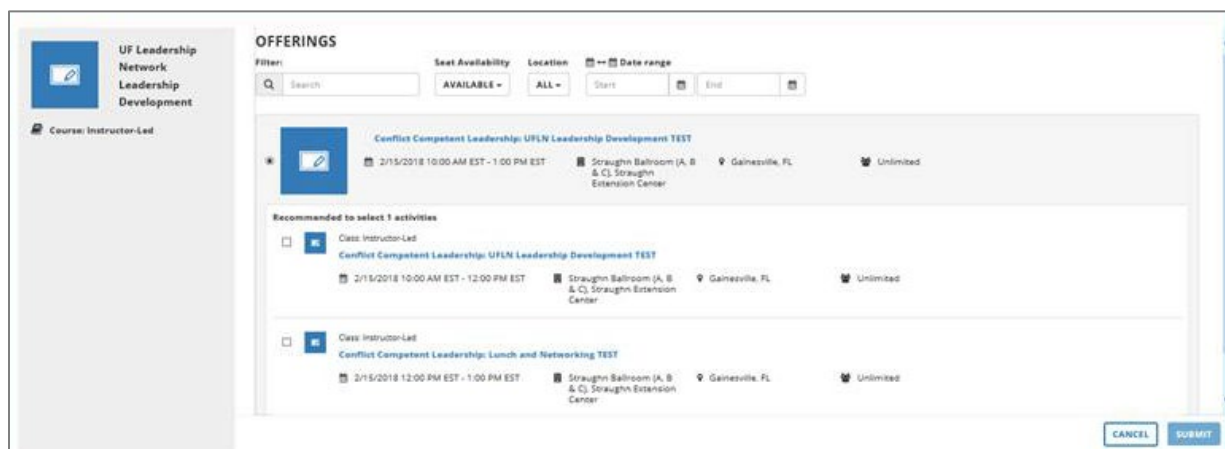 UF Leadership
Network
Leadership
Development
Course: Instructor-Led
OFFERINGS
Filter:
Search
Seat Availability
AVAILABLE
Location
ALL
Date range
Start
End
Conflict Competent Leadership: UFLN Leadership Development TEST
2/15/2018 10:00 AM EST - 1:00 PM EST
Straughn Ballroom (A, B
& C), Straughn
Extension Center
Gainesville, FL
Unlimited
Recommended to select 1 activities
Class: Instructor-Led
Conflict Competent Leadership: UFLN Leadership Development TEST
2/15/2018 10:00 AM EST - 12:00 PM EST
Straughn Ballroom (A, B
& C), Straughn Extension
Center
Gainesville, FL
Unlimited
Class: Instructor-Led
Conflict Competent Leadership: Lunch and Networking TEST
2/15/2018 12:00 PM EST - 1:00 PM EST
Straughn Ballroom (A, B
& C), Straughn Extension
Center
Gainesville, FL
Unlimited
CANCEL
SUBMIT